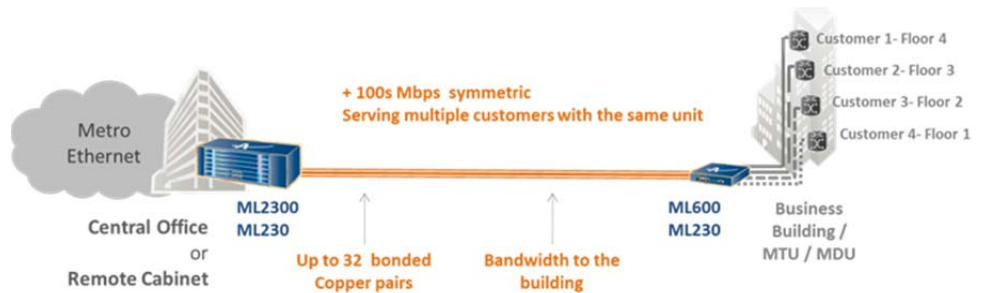 Metro
Ethernet
Central Office
or
Remote Cabinet
ML2300
ML230
+ 100s Mbps symmetric
Serving multiple customers with the same unit
Up to 32 bonded
Copper pairs
Bandwidth to the
building
ML600
ML230
Customer 1- Floor 4
Customer 2- Floor 3
Customer 3- Floor 2
Customer 4- Floor 1
Business
Building /
MTU / MDU